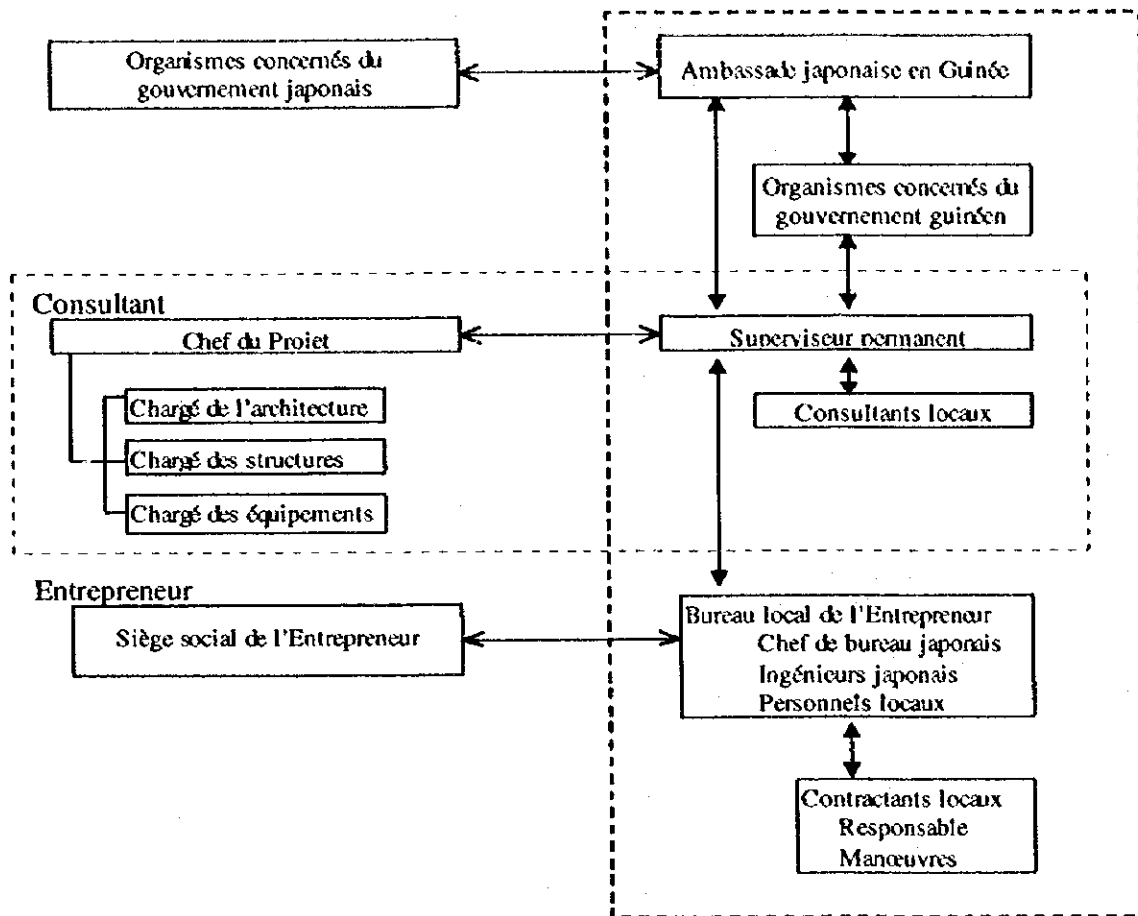 Organismes concernés du
gouvernement japonais
Ambassade japonaise en Guinée
Organismes concernés du
gouvernement guinéen
Consultant
Chef du Projet
Superviseur permanent
Chargé de l'architecture
Consultants locaux
Chargé des structures
Chargé des équipements
Entrepreneur
Siège social de l'Entrepreneur
Bureau local de l'Entrepreneur
Chef de bureau japonais
Ingénieurs japonais
Personnels locaux
Contractants locaux
Responsable
Manœuvres